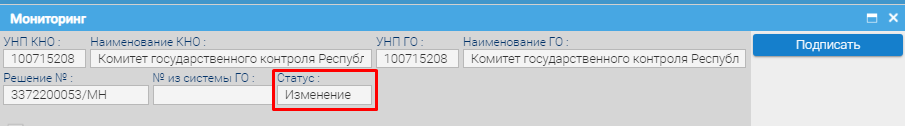 Мониторинг
УНП КНО : Наименование КНО : УНП ГО : Наименование ГО :
100715208 Комитет государственного контроля Республ 100715208 Комитет государственного контроля Республ
Подписать
Решение № : № из системы ГО : Статус :
3372200053/МН Изменение